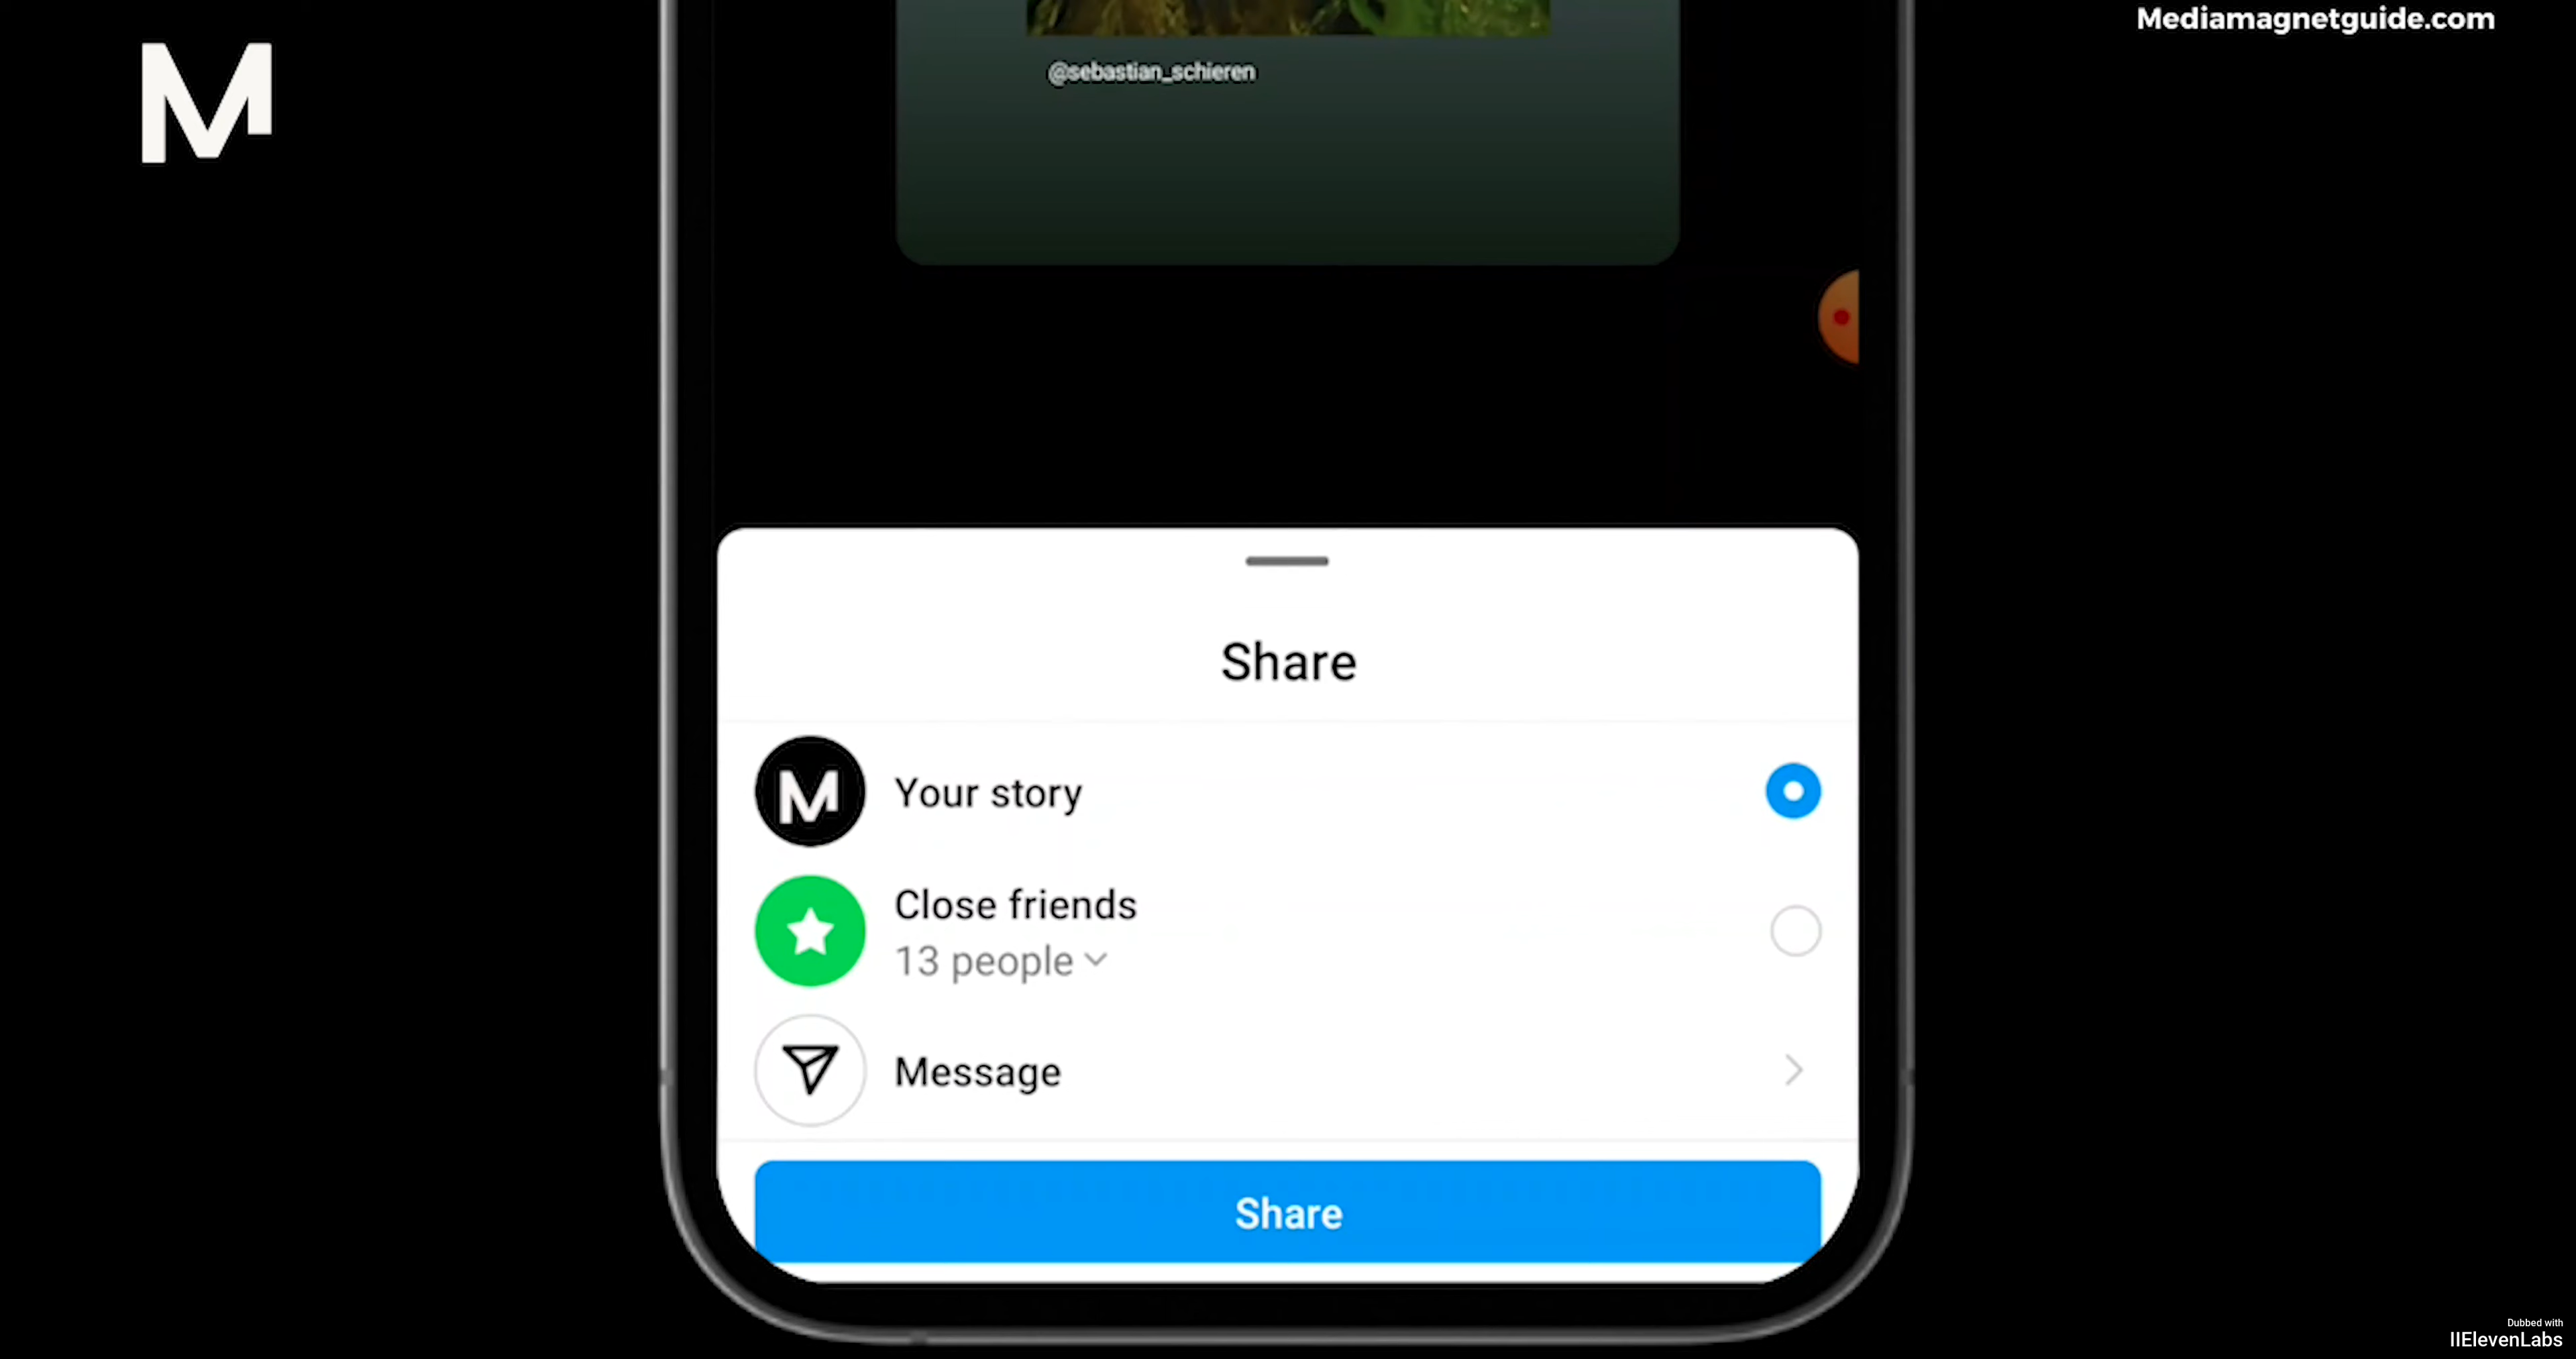 Mediamagnetguide.com
M
@sebastian_schieren
Share
M
Your story
Close friends
13 people
Message
Share
Dubbed with
IIElevenLabs